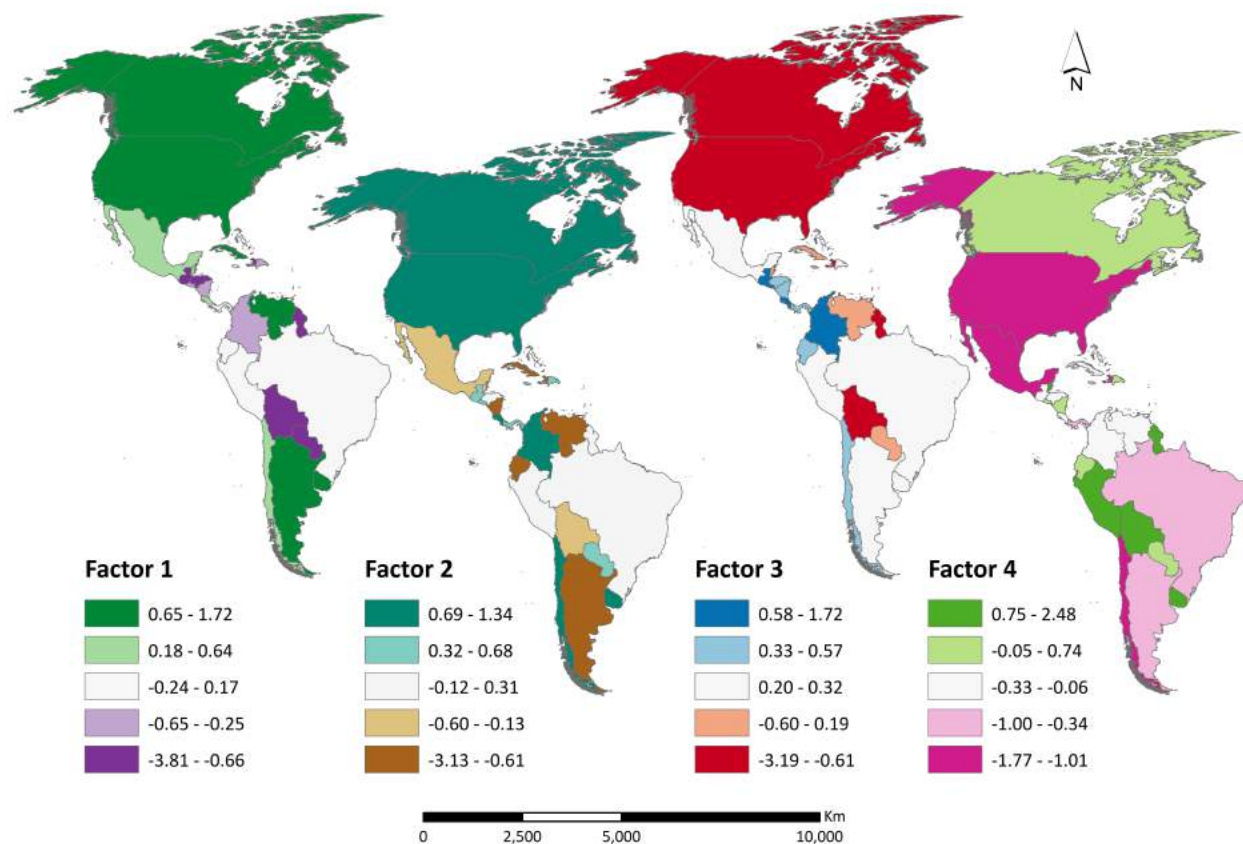 N
Factor 1
0.65 - 1.72
0.18 - 0.64
-0.24 - 0.17
-0.65 - -0.25
-3.81 - -0.66
Factor 2
0.69 - 1.34
0.32 - 0.68
-0.12 - 0.31
-0.60 - -0.13
-3.13 - -0.61
Factor 3
0.58 - 1.72
0.33 - 0.57
0.20 - 0.32
-0.60 - 0.19
-3.19 - -0.61
Factor 4
0.75 - 2.48
-0.05 - 0.74
-0.33 - -0.06
-1.00 - -0.34
-1.77 - -1.01
Km
0 2,500 5,000 10,000